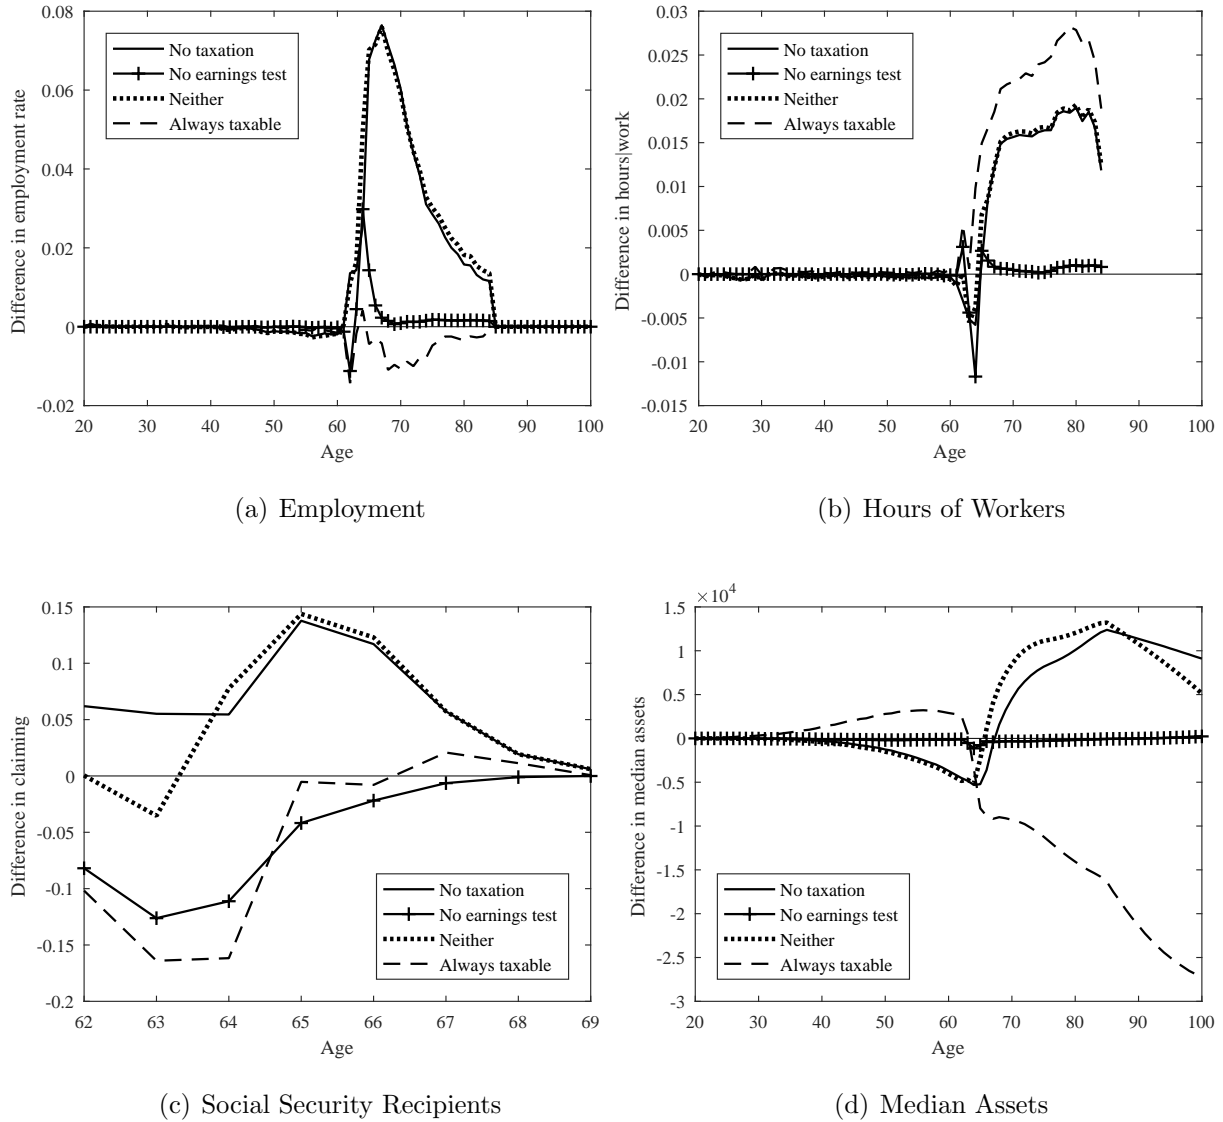 0.08
0.06
0.04
0.02
0
-0.02
20 30 40 50 60 70 80 90 100
Difference in employment rate
Age
No taxation
No earnings test
Neither
Always taxable
(a) Employment
0.03
0.025
0.02
0.015
0.01
0.005
0
-0.005
-0.01
-0.015
20 30 40 50 60 70 80 90 100
Difference in hours|work
Age
No taxation
No earnings test
Neither
Always taxable
(b) Hours of Workers
0.15
0.1
0.05
0
-0.05
-0.1
-0.15
-0.2
62 63 64 65 66 67 68 69
Difference in claiming
Age
No taxation
No earnings test
Neither
Always taxable
(c) Social Security Recipients
×10⁴
1.5
1
0.5
0
-0.5
-1
-1.5
-2
-2.5
-3
20 30 40 50 60 70 80 90 100
Difference in median assets
Age
No taxation
No earnings test
Neither
Always taxable
(d) Median Assets